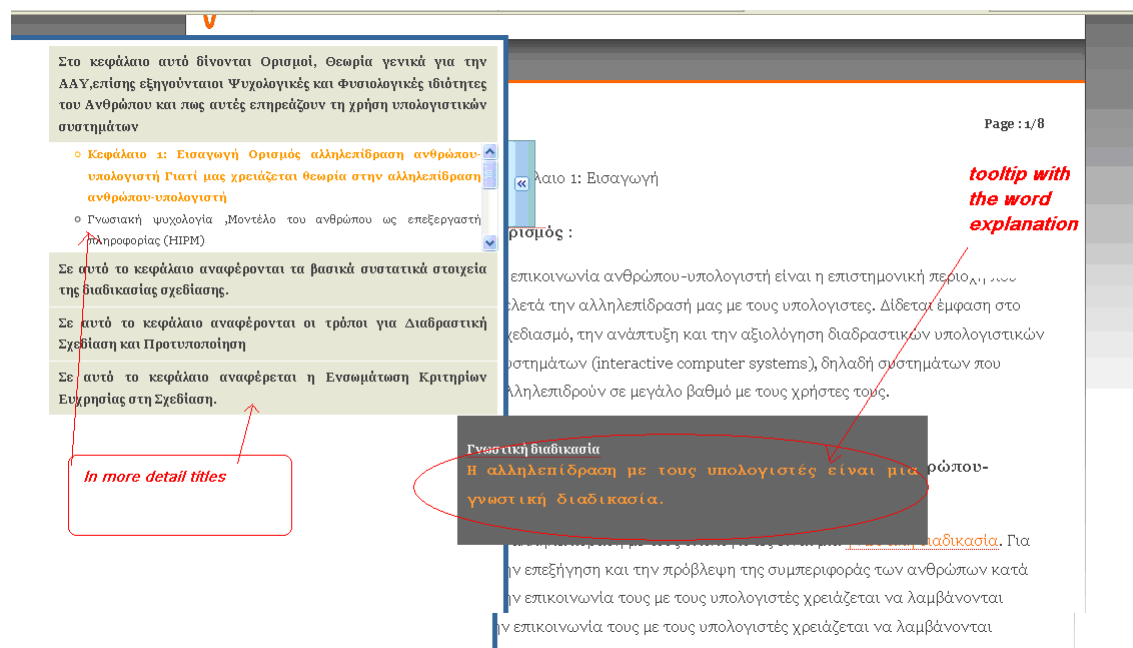 Στο κεφάλαιο αυτό δίνονται Ορισμοί, Θεωρία γενικά για την
ΑΑΥ,επίσης εξηγούνταιοι Ψυχολογικές και Φυσιολογικές ιδιότητες
του Ανθρώπου και πως αυτές επηρεάζουν τη χρήση υπολογιστικών
συστημάτων
Κεφάλαιο 1: Εισαγωγή Ορισμός αλληλεπίδραση ανθρώπου-
υπολογιστή Γιατί μας χρειάζεται θεωρία στην αλληλεπίδραση
ανθρώπου-υπολογιστή
Γνωσιακή ψυχολογία ,Μοντέλο του ανθρώπου ως επεξεργαστή
πληροφορίας (HIPM)
Σε αυτό το κεφάλαιο αναφέρονται τα βασικά συστατικά στοιχεία
της διαδικασίας σχεδίασης.
Σε αυτό το κεφάλαιο αναφέρονται οι τρόποι για Διαδραστική
Σχεδίαση και Προτυποποίηση
Σε αυτό το κεφάλαιο αναφέρεται η Ενσωμάτωση Κριτηρίων
Ευχρησίας στη Σχεδίαση.
In more detail titles
Page : 1/8
λαιο 1: Εισαγωγή
tooltip with
the word
explanation
ρισμός :
επικοινωνία ανθρώπου-υπολογιστή είναι η επιστημονική περιοχή
ελετά την αλληλεπίδρασή μας με τους υπολογιστες. Δίδεται έμφαση στο
χεδιασμό, την ανάπτυξη και την αξιολόγηση διαδραστικών υπολογιστικών
υστημάτων (interactive computer systems), δηλαδή συστημάτων που
λληλεπιδρούν σε μεγάλο βαθμό με τους χρήστες τους.
Γνωστική διαδικασία
Η αλληλεπίδραση με τους υπολογιστές είναι μια
γνωστική διαδικασία.
ρώπου-
διαδικασία. Για
ην επεξήγηση και την πρόβλεψη της συμπεριφοράς των ανθρώπων κατά
ην επικοινωνία τους με τους υπολογιστές χρειάζεται να λαμβάνονται
ην επικοινωνία τους με τους υπολογιστές χρειάζεται να λαμβάνονται